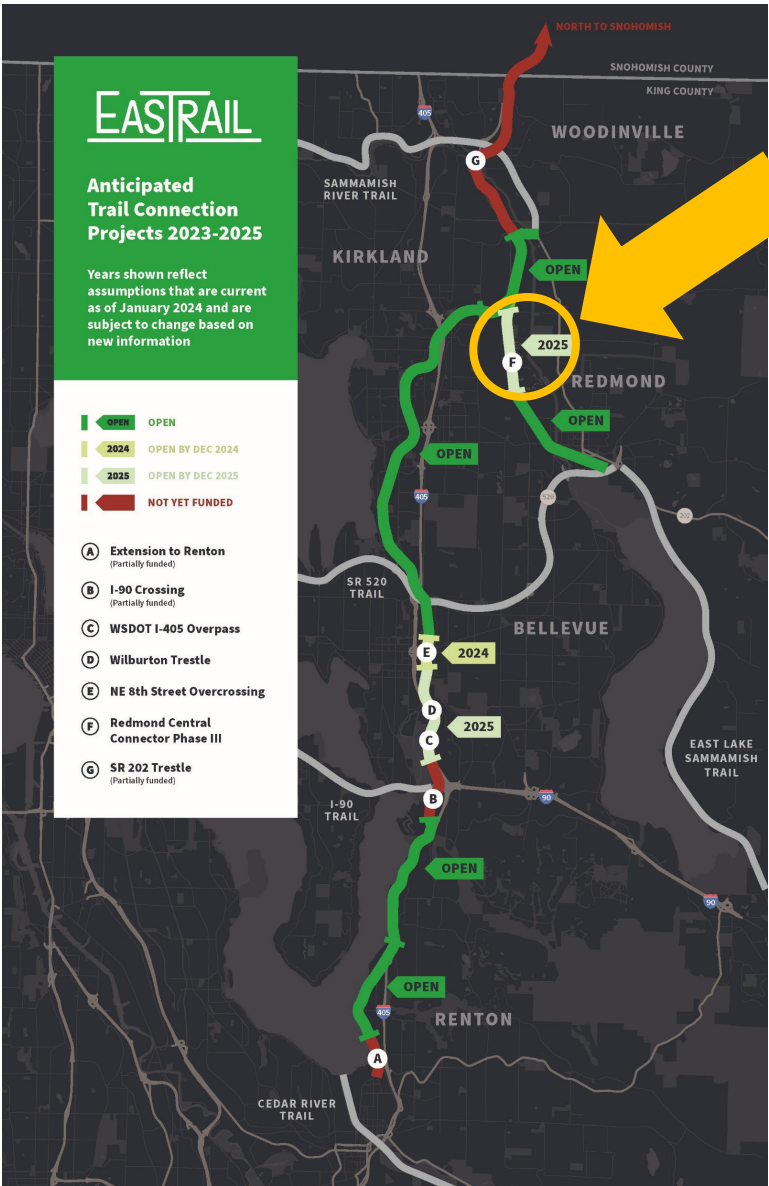 EASTRAIL
Anticipated
Trail Connection
Projects 2023-2025
Years shown reflect
assumptions that are current
as of January 2024 and are
subject to change based on
new information
OPEN OPEN
2024 OPEN BY DEC 2024
2025 OPEN BY DEC 2025
NOT YET FUNDED
A Extension to Renton
(Partially funded)
B I-90 Crossing
(Partially funded)
C WSDOT I-405 Overpass
D Wilburton Trestle
E NE 8th Street Overcrossing
F Redmond Central
Connector Phase III
G SR 202 Trestle
(Partially funded)
NORTH TO SNOHOMISH
SNOHOMISH COUNTY
KING COUNTY
405
WOODINVILLE
G
SAMMAMISH
RIVER TRAIL
KIRKLAND
OPEN
2025
F
REDMOND
OPEN
OPEN
405
520
202
SR 520
TRAIL
BELLEVUE
E
2024
D
2025
C
EAST LAKE
SAMMAMISH
TRAIL
I-90
TRAIL
B
90
OPEN
90
OPEN
405
RENTON
A
CEDAR RIVER
TRAIL